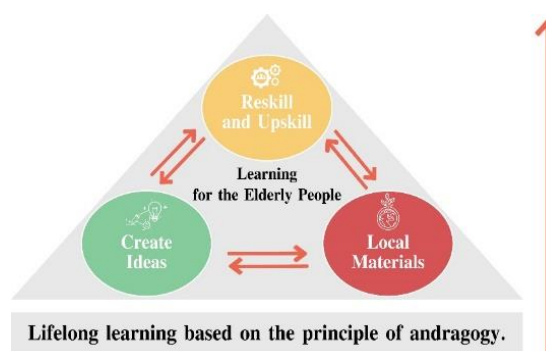 Reskill
and Upskill
Learning
for the Elderly People
Create
Ideas
Local
Materials
Lifelong learning based on the principle of andragogy.